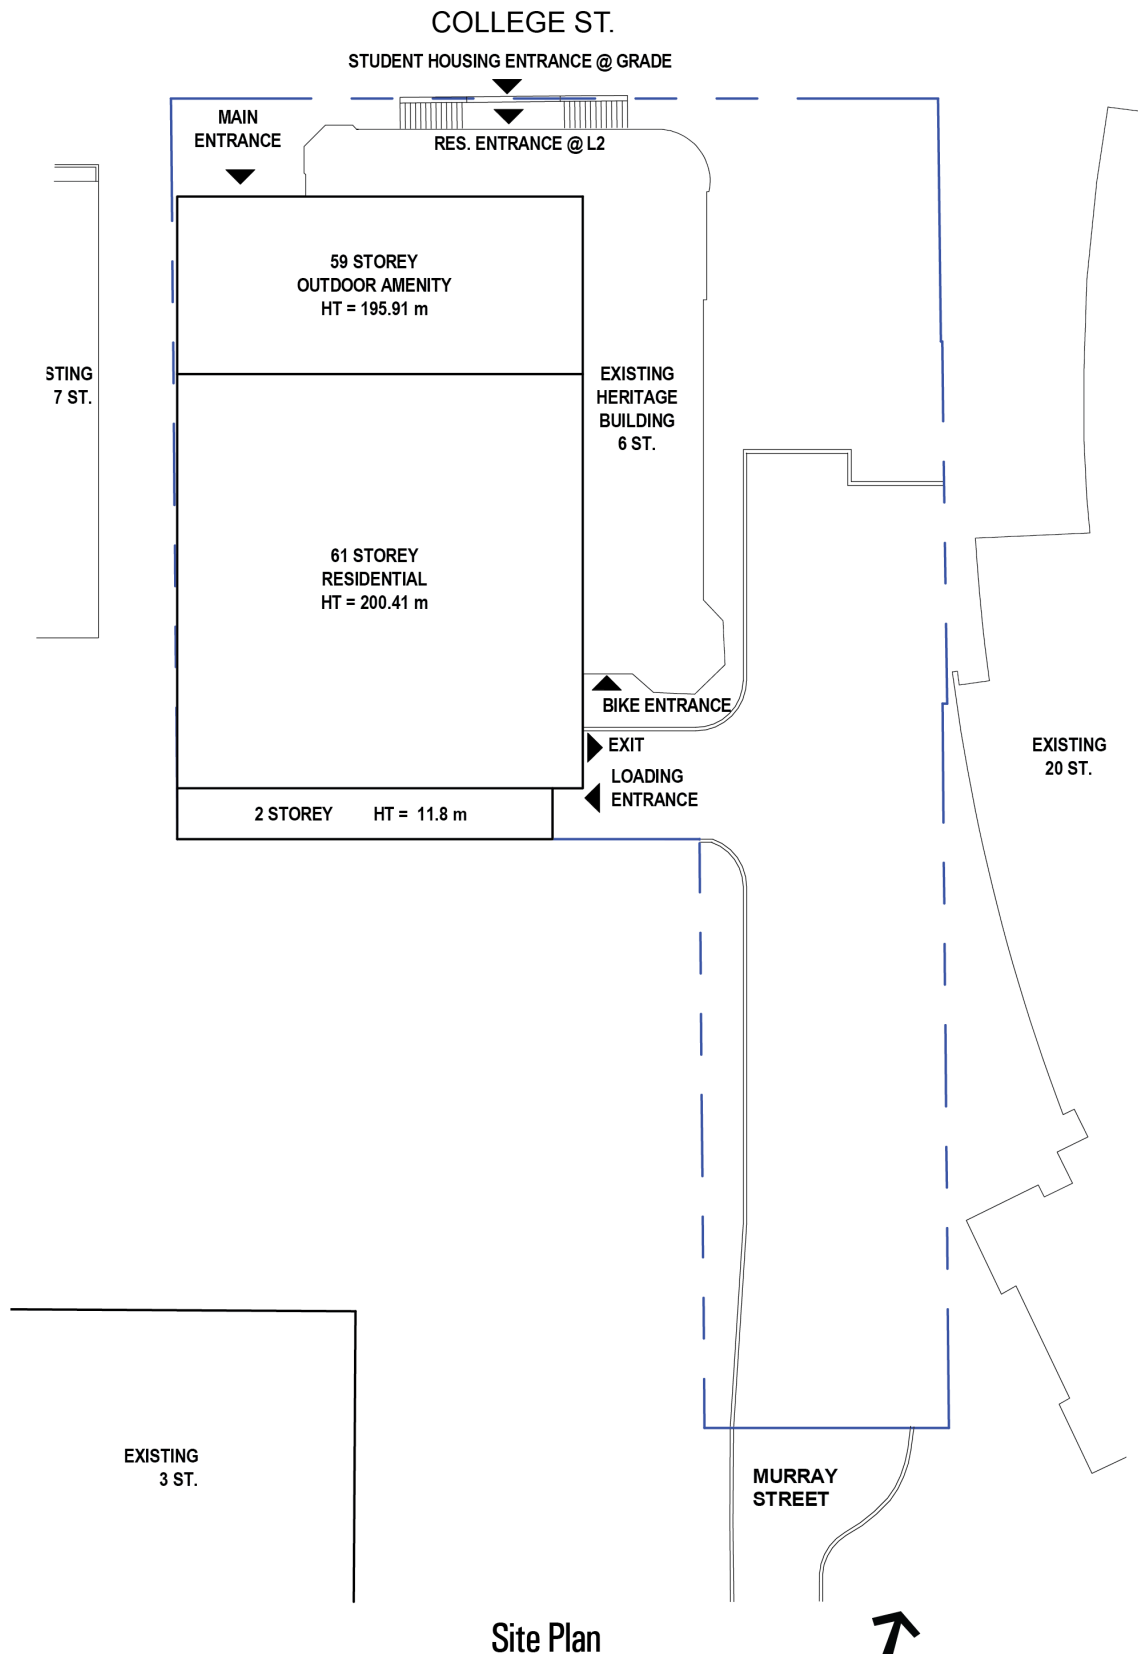 COLLEGE ST.
STUDENT HOUSING ENTRANCE @ GRADE
MAIN
ENTRANCE
RES. ENTRANCE @ L2
59 STOREY
OUTDOOR AMENITY
HT = 195.91 m
STING
7 ST.
EXISTING
HERITAGE
BUILDING
6 ST.
61 STOREY
RESIDENTIAL
HT = 200.41 m
BIKE ENTRANCE
EXIT
LOADING
ENTRANCE
EXISTING
20 ST.
2 STOREY HT = 11.8 m
EXISTING
3 ST.
MURRAY
STREET
Site Plan